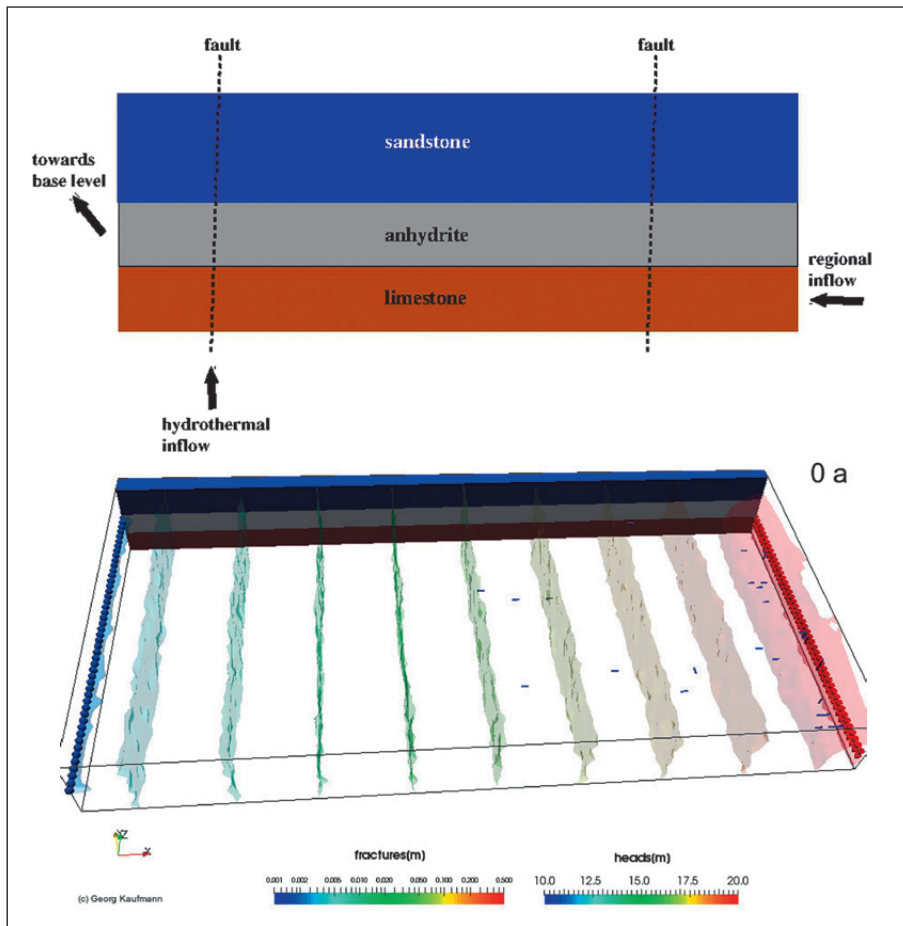 fault
fault
sandstone
towards
base level
anhydrite
regional
inflow
limestone
hydrothermal
inflow
0 a
YZ
X
fractures(m)
heads(m)
0.001 0.002 0.005 0.010 0.020 0.050 0.100 0.200 0.500
10.0 12.5 15.0 17.5 20.0
(c) Georg Kaufmann